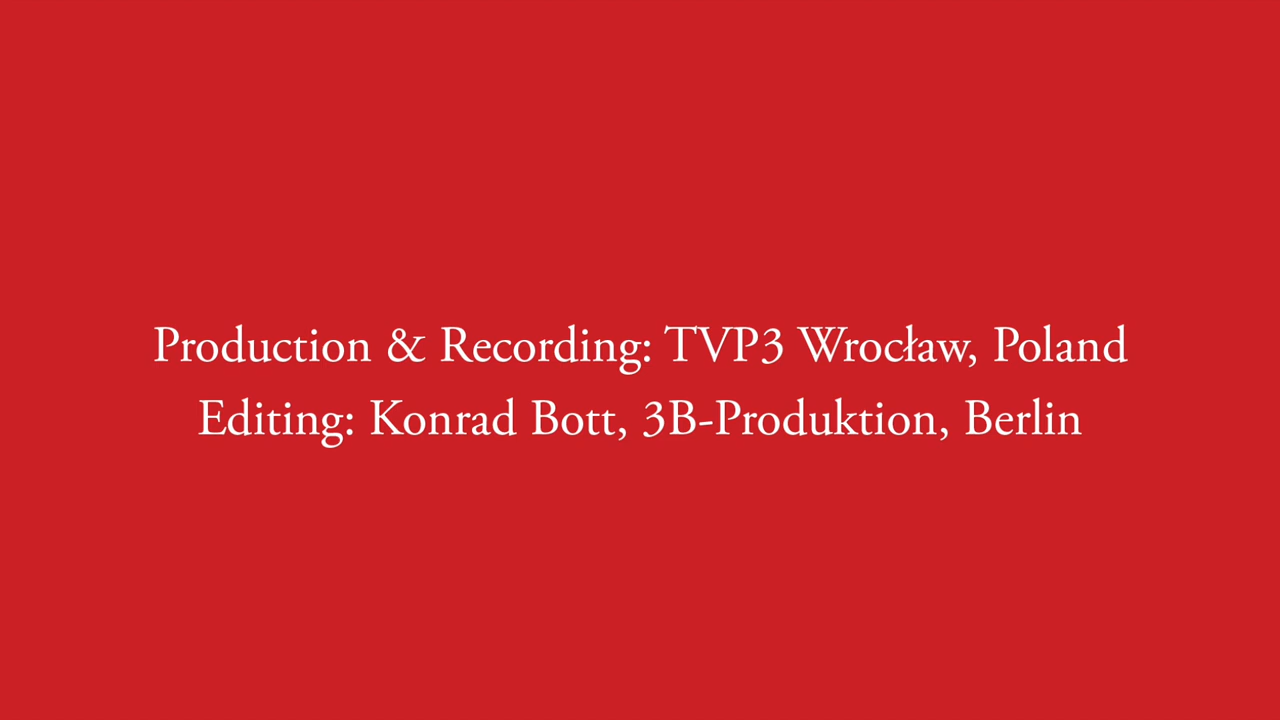 Production & Recording: TVP3 Wrocław, Poland
Editing: Konrad Bott, 3B-Produktion, Berlin